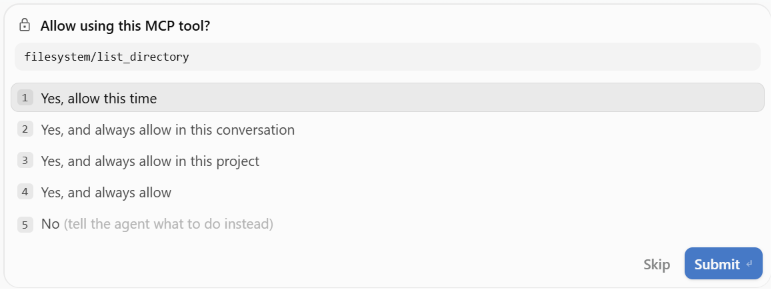 Allow using this MCP tool?
filesystem/list_directory
1 Yes, allow this time
2 Yes, and always allow in this conversation
3 Yes, and always allow in this project
4 Yes, and always allow
5 No (tell the agent what to do instead)
Skip Submit ↵